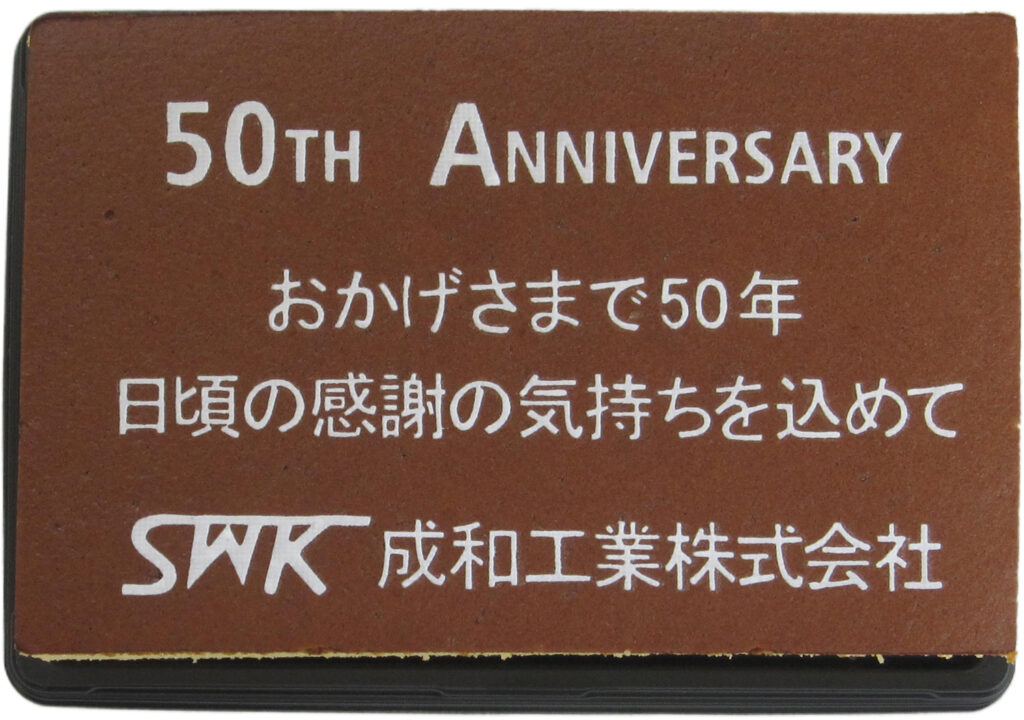 50TH ANNIVERSARY
おかげさまで50年
日頃の感謝の気持ちを込めて
SWK 成和工業株式会社